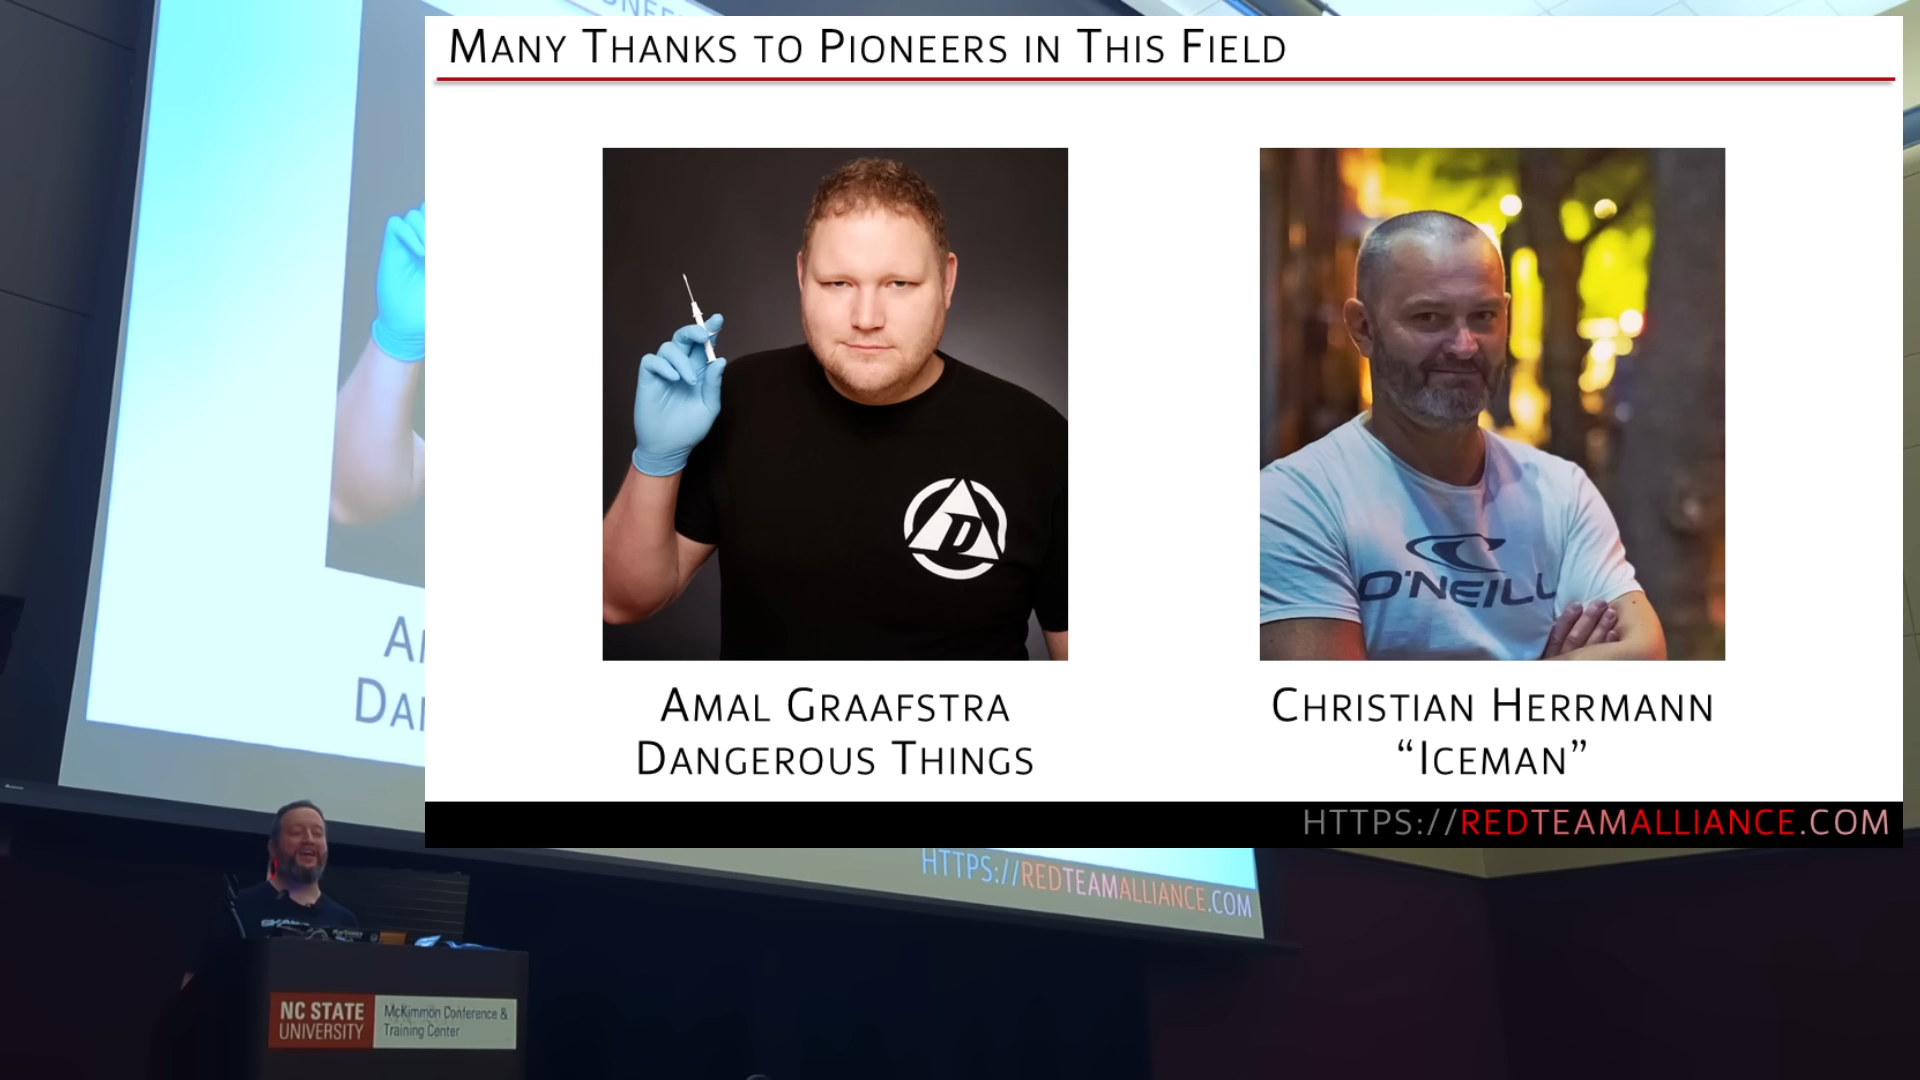 Many Thanks to Pioneers in This Field
D
O'NEILL
Amal Graafstra
Dangerous Things
Christian Herrmann
“Iceman”
HTTPS://REDTEAMALLIANCE.COM
HTTPS://REDTEAMALLIANCE.COM
NC STATE
UNIVERSITY
McKimmon Conference &
Training Center